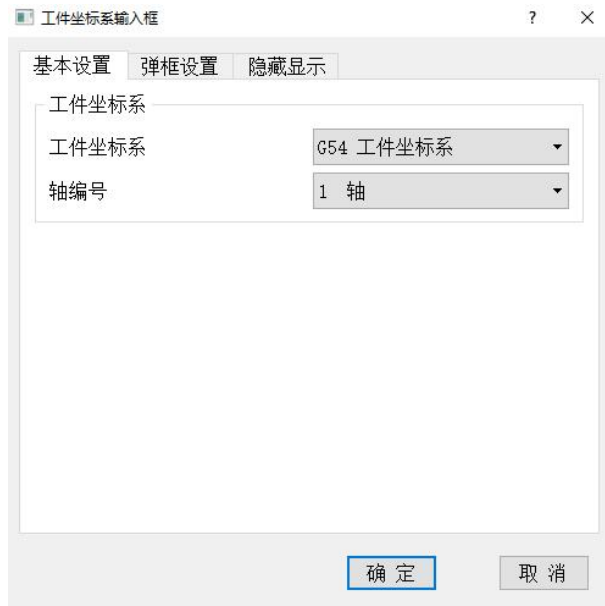 工件坐标系输入框 ? ×
基本设置 弹框设置 隐藏显示
工件坐标系
工件坐标系 G54 工件坐标系
轴编号 1 轴
确定 取消